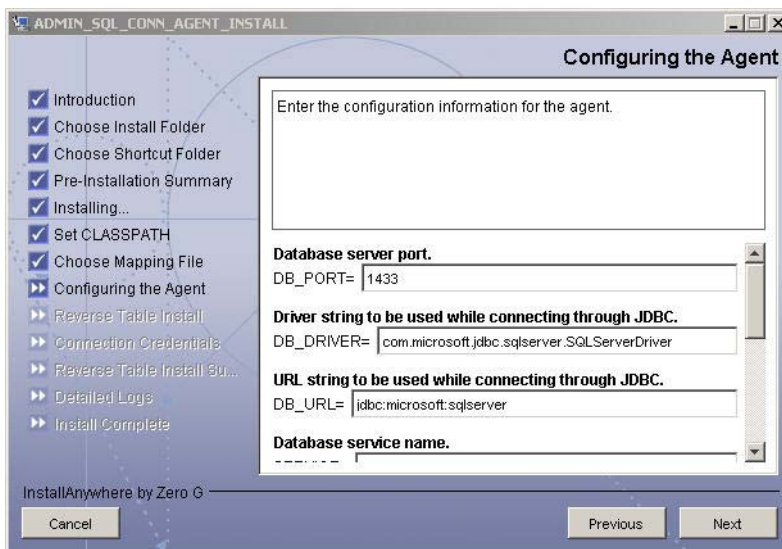 ADMIN_SQL_CONN_AGENT_INSTALL
Configuring the Agent
Introduction
Choose Install Folder
Choose Shortcut Folder
Pre-Installation Summary
Installing...
Set CLASSPATH
Choose Mapping File
Configuring the Agent
Reverse Table Install
Connection Credentials
Reverse Table Install Su...
Detailed Logs
Install Complete
Enter the configuration information for the agent.
Database server port.
DB_PORT= 1433
Driver string to be used while connecting through JDBC.
DB_DRIVER= com.microsoft.jdbc.sqlserver.SQLServerDriver
URL string to be used while connecting through JDBC.
DB_URL= jdbc:microsoft:sqlserver
Database service name.
InstallAnywhere by Zero G
Cancel
Previous
Next